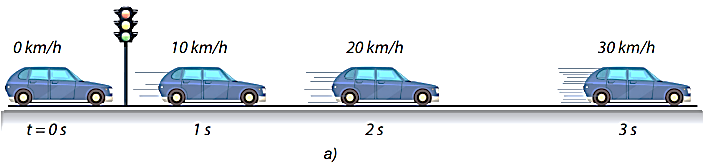 0 km/h 10 km/h 20 km/h 30 km/h
t = 0 s 1 s 2 s 3 s
a)